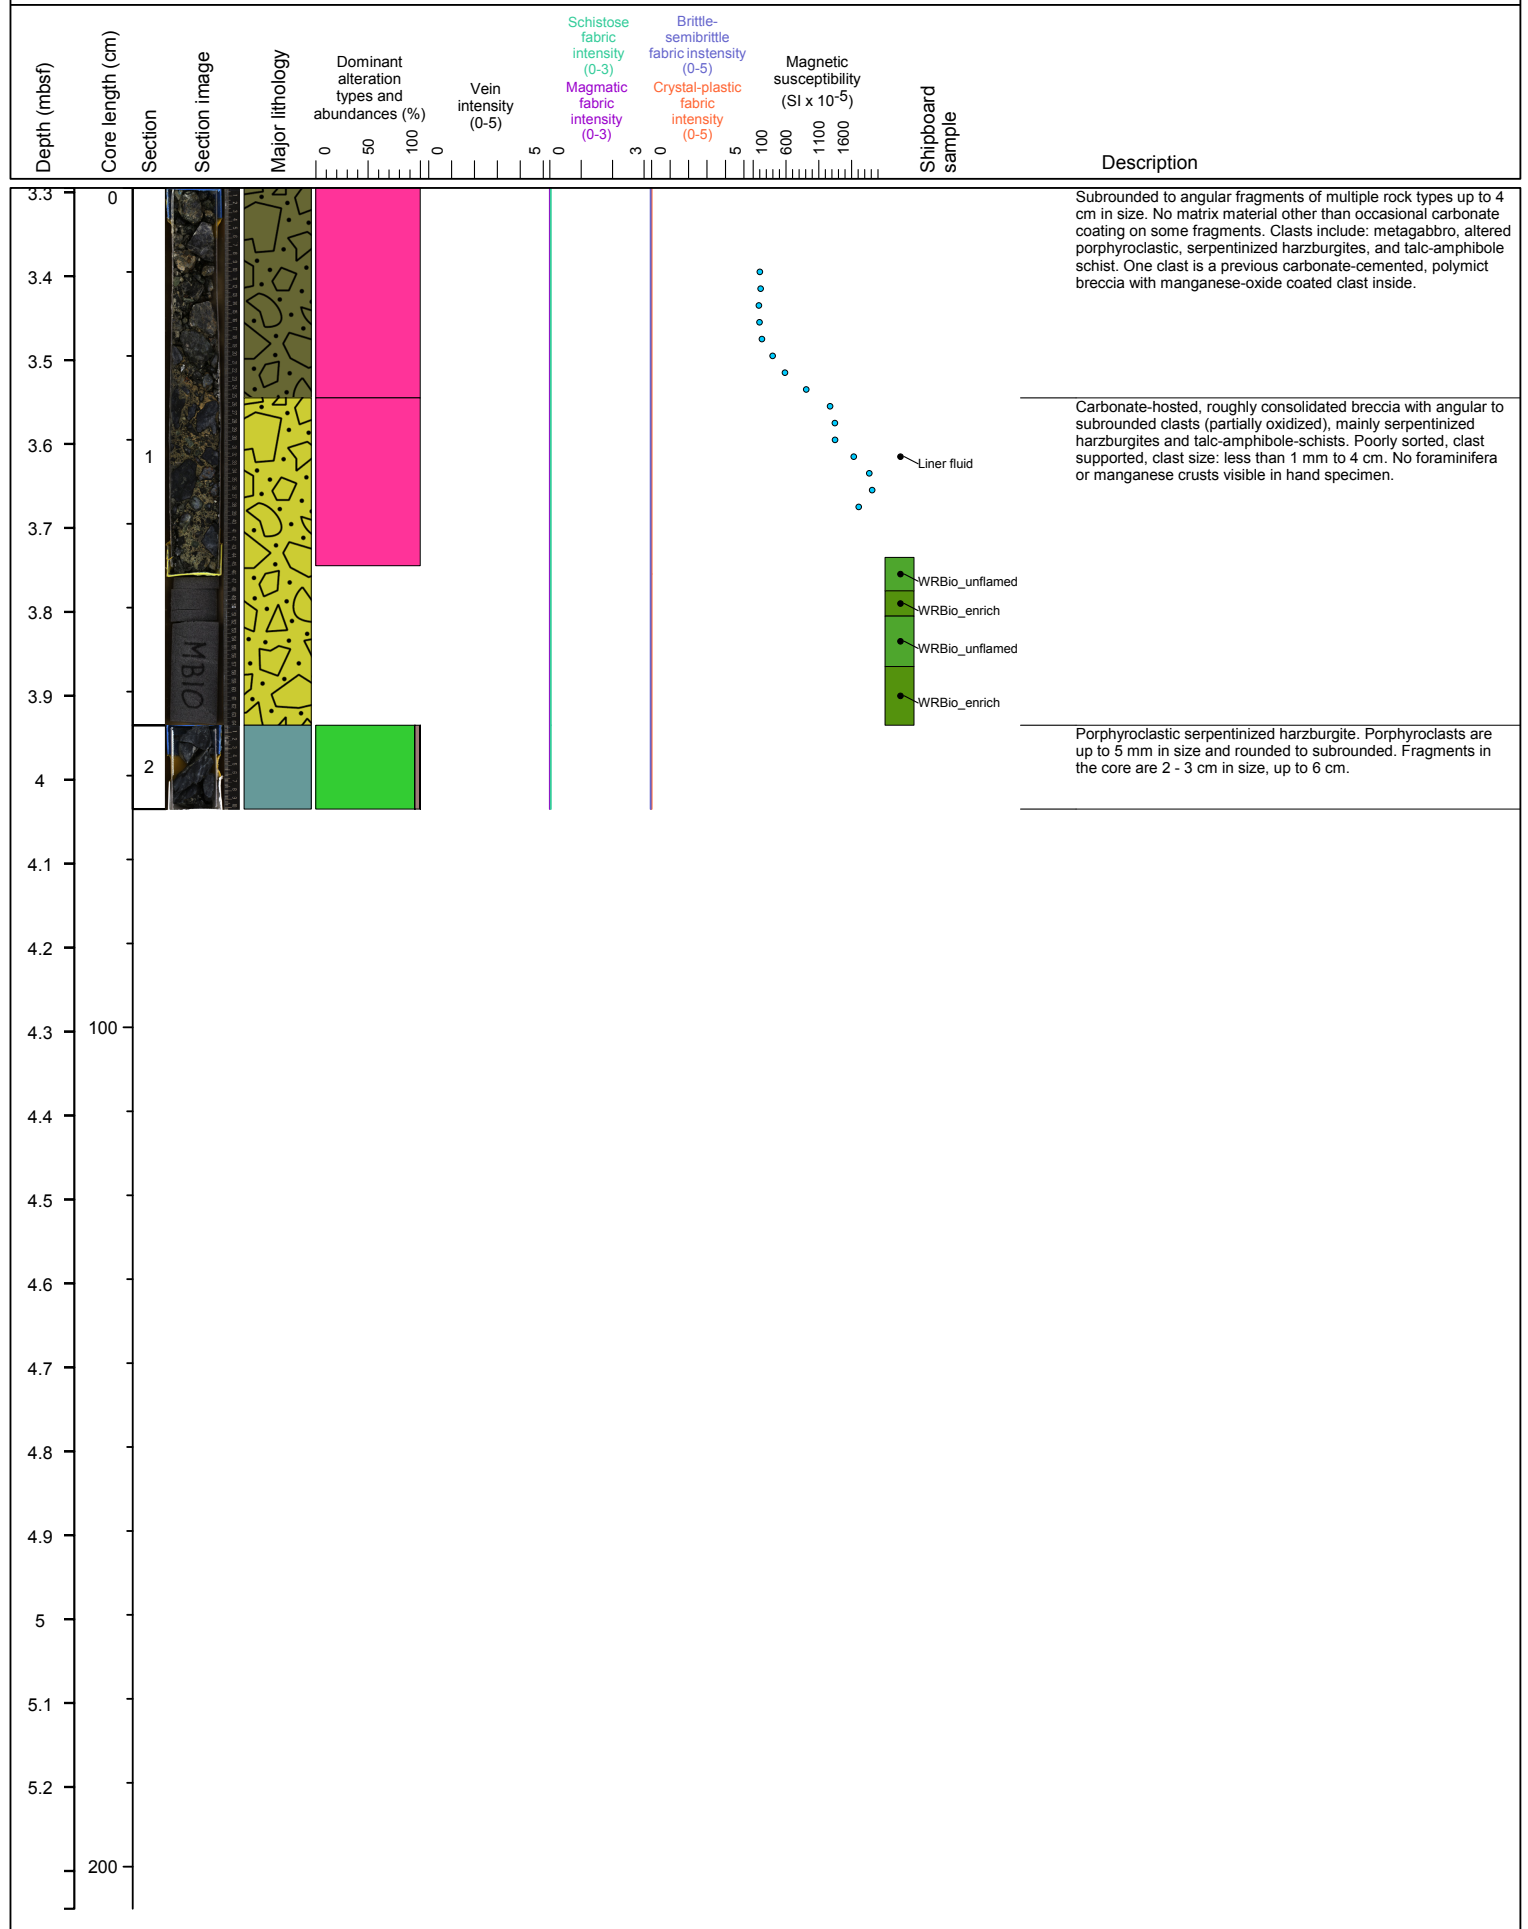 Depth (mbsf)
Core length (cm)
Section
Section image
Major lithology
Dominant
alteration
types and
abundances (%)
0
50
100
Vein
intensity
(0-5)
0
5
Schistose
fabric
intensity
(0-3)
Magmatic
fabric
intensity
(0-3)
0
3
Brittle-
semibrittle
fabric instensity
(0-5)
Crystal-plastic
fabric
intensity
(0-5)
0
5
Magnetic
susceptibility
(SI x 10-5)
100
600
1100
1600
Shipboard
sample
Description
3.3
3.4
3.5
3.6
3.7
3.8
3.9
4
4.1
4.2
4.3
4.4
4.5
4.6
4.7
4.8
4.9
5
5.1
5.2
0
100
200
1
2
MBIO
Liner fluid
WRBio_unflamed
WRBio_enrich
WRBio_unflamed
WRBio_enrich
Subrounded to angular fragments of multiple rock types up to 4
cm in size. No matrix material other than occasional carbonate
coating on some fragments. Clasts include: metagabbro, altered
porphyroclastic, serpentinized harzburgites, and talc-amphibole
schist. One clast is a previous carbonate-cemented, polymict
breccia with manganese-oxide coated clast inside.
Carbonate-hosted, roughly consolidated breccia with angular to
subrounded clasts (partially oxidized), mainly serpentinized
harzburgites and talc-amphibole-schists. Poorly sorted, clast
supported, clast size: less than 1 mm to 4 cm. No foraminifera
or manganese crusts visible in hand specimen.
Porphyroclastic serpentinized harzburgite. Porphyroclasts are
up to 5 mm in size and rounded to subrounded. Fragments in
the core are 2 - 3 cm in size, up to 6 cm.